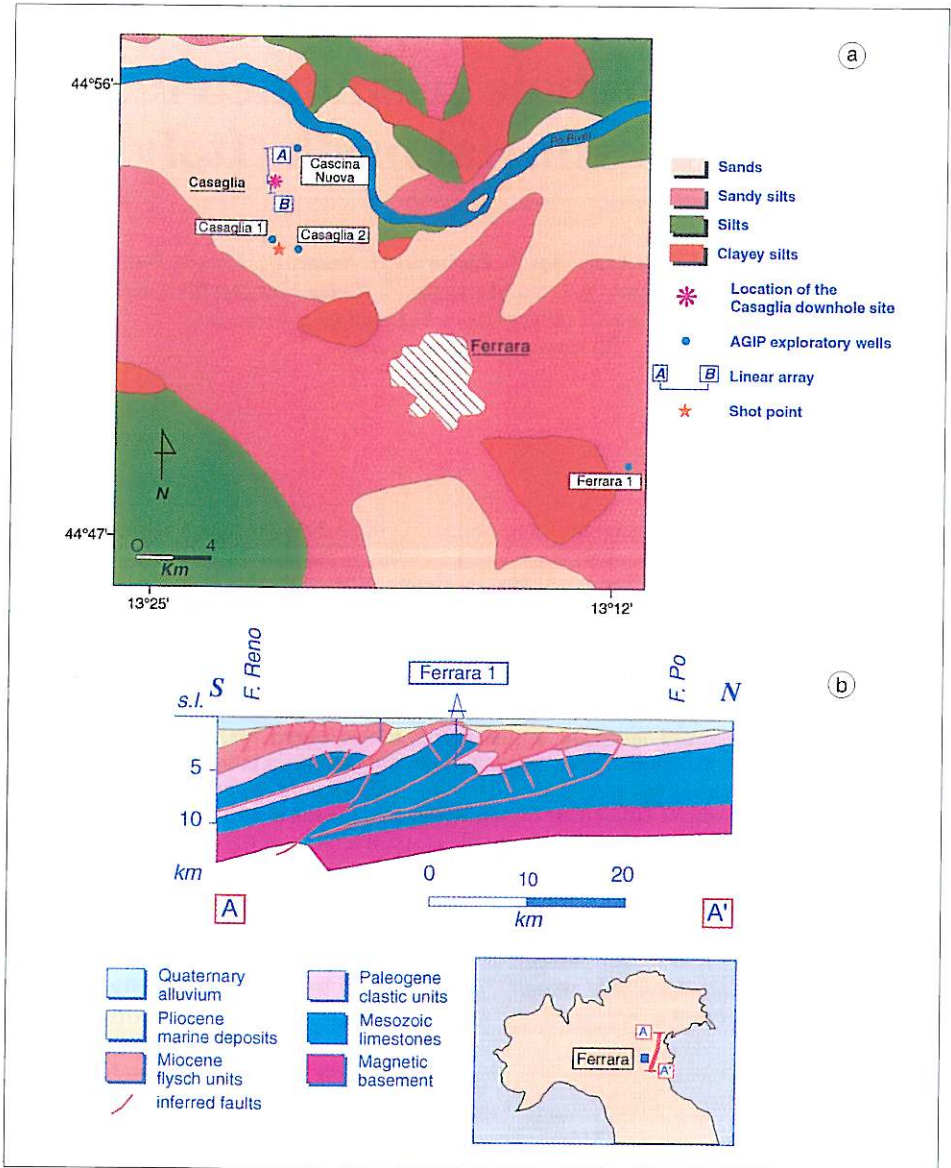 a
44°56'
Po River
A
Cascina
Nuova
Casaglia
B
Casaglia 1
Casaglia 2
Ferrara
Ferrara 1
N
44°47'
0 4
Km
13°25' 13°12'
Sands
Sandy silts
Silts
Clayey silts
Location of the
Casaglia downhole site
AGIP exploratory wells
A B Linear array
Shot point
b
S F. Reno Ferrara 1 F. Po N
s.l.
5
10
km
0 10 20
km
A A'
Quaternary
alluvium
Pliocene
marine deposits
Miocene
flysch units
inferred faults
Paleogene
clastic units
Mesozoic
limestones
Magnetic
basement
A
Ferrara
A'